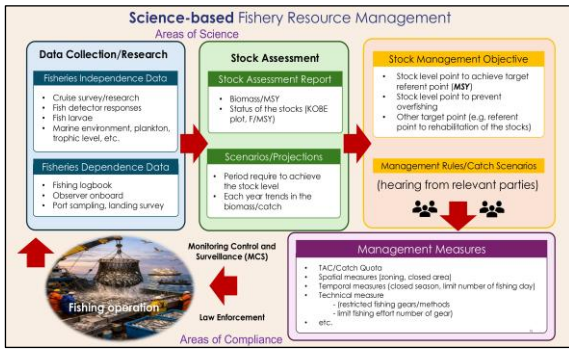 Science-based Fishery Resource Management
Areas of Science
Data Collection/Research
Fisheries Independence Data
• Cruise survey/research
• Fish detector responses
• Fish larvae
• Marine environment, plankton,
trophic level, etc.
Fisheries Dependence Data
• Fishing logbook
• Observer onboard
• Port sampling, landing survey
Stock Assessment
Stock Assessment Report
• Biomass/MSY
• Status of the stocks (KOBE
plot, F/MSY)
Scenarios/Projections
• Period require to achieve
the stock level
• Each year trends in the
biomass/catch
Stock Management Objective
• Stock level point to achieve target
referent point (MSY)
• Stock level point to prevent
overfishing
• Other target point (e.g. referent
point to rehabilitation of the stocks)
Management Rules/Catch Scenarios
(hearing from relevant parties)
Management Measures
• TAC/Catch Quota
• Spatial measures (zoning, closed area)
• Temporal measures (closed season, limit number of fishing day)
• Technical measure
- (restricted fishing gears/methods
- limit fishing effort number of gear)
• etc.
Monitoring Control and
Surveillance (MCS)
Law Enforcement
Fishing operation
Areas of Compliance